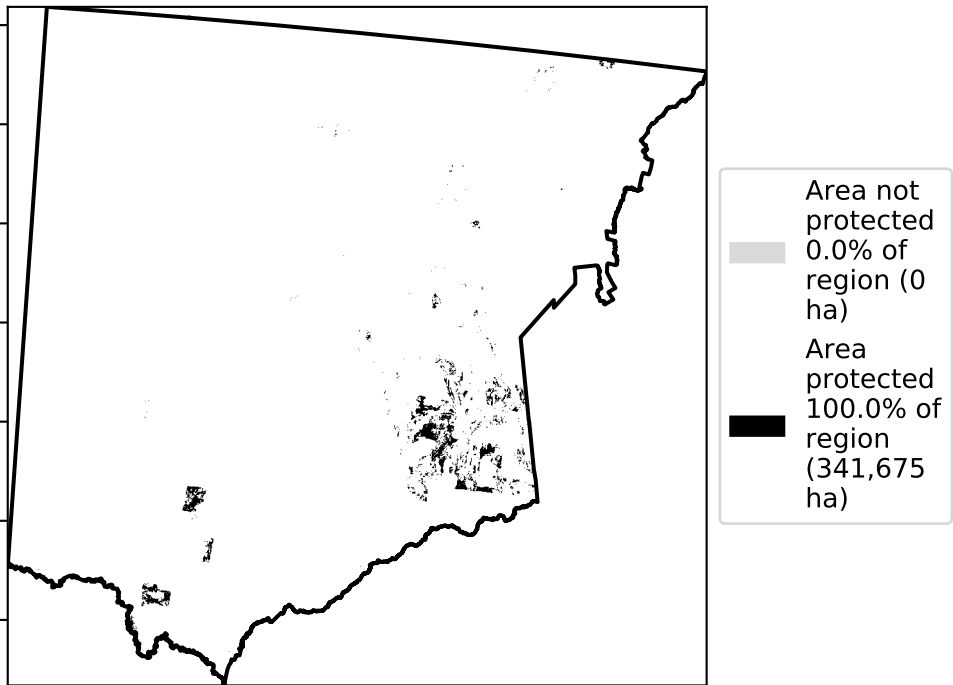 Area not
protected
0.0% of
region (0
ha)
Area
protected
100.0% of
region
(341,675
ha)